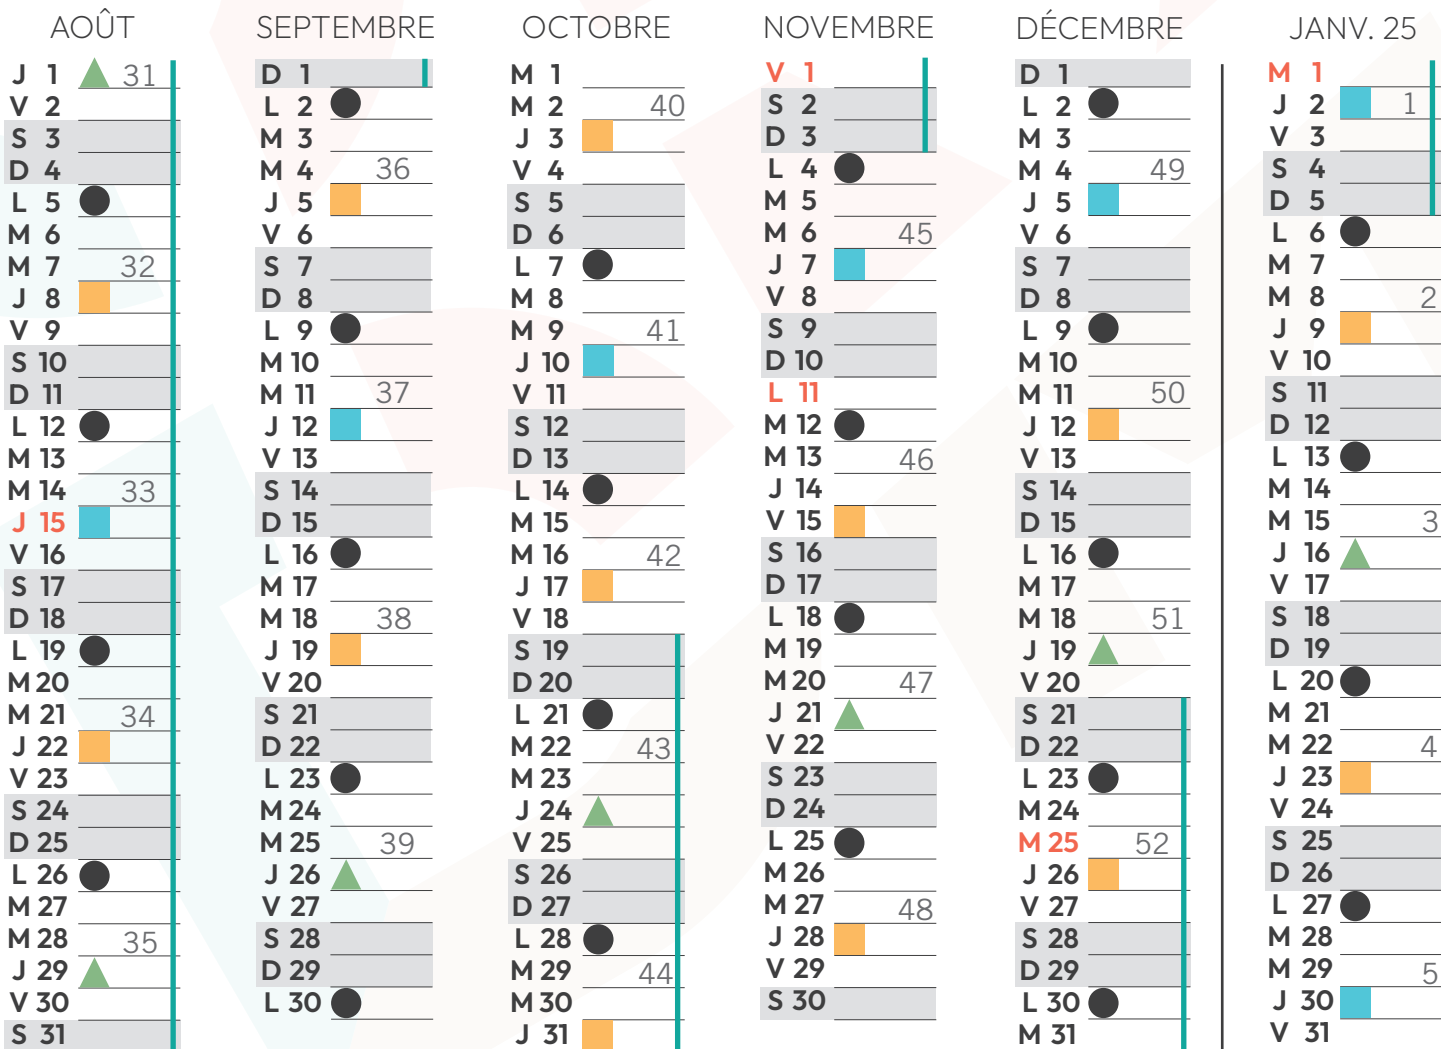 AOÛT
J 1 31
V 2
S 3
D 4
L 5
M 6
M 7 32
J 8
V 9
S 10
D 11
L 12
M 13
M 14 33
J 15
V 16
S 17
D 18
L 19
M 20
M 21 34
J 22
V 23
S 24
D 25
L 26
M 27
M 28 35
J 29
V 30
S 31
SEPTEMBRE
D 1
L 2
M 3
M 4 36
J 5
V 6
S 7
D 8
L 9
M 10
M 11 37
J 12
V 13
S 14
D 15
L 16
M 17
M 18 38
J 19
V 20
S 21
D 22
L 23
M 24
M 25 39
J 26
V 27
S 28
D 29
L 30
OCTOBRE
M 1
M 2 40
J 3
V 4
S 5
D 6
L 7
M 8
M 9 41
J 10
V 11
S 12
D 13
L 14
M 15
M 16 42
J 17
V 18
S 19
D 20
L 21
M 22 43
M 23
J 24
V 25
S 26
D 27
L 28
M 29 44
M 30
J 31
NOVEMBRE
V 1
S 2
D 3
L 4
M 5
M 6 45
J 7
V 8
S 9
D 10
L 11
M 12
M 13 46
J 14
V 15
S 16
D 17
L 18
M 19
M 20 47
J 21
V 22
S 23
D 24
L 25
M 26
M 27 48
J 28
V 29
S 30
DÉCEMBRE
D 1
L 2
M 3
M 4 49
J 5
V 6
S 7
D 8
L 9
M 10
M 11 50
J 12
V 13
S 14
D 15
L 16
M 17
M 18 51
J 19
V 20
S 21
D 22
L 23
M 24
M 25 52
J 26
V 27
S 28
D 29
L 30
M 31
JANV. 25
M 1
J 2 1
V 3
S 4
D 5
L 6
M 7
M 8 2
J 9
V 10
S 11
D 12
L 13
M 14
M 15 3
J 16
V 17
S 18
D 19
L 20
M 21
M 22 4
J 23
V 24
S 25
D 26
L 27
M 28
M 29 5
J 30
V 31